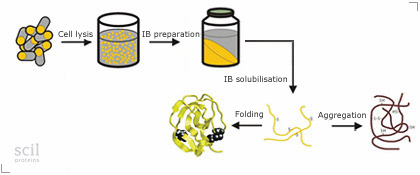 Cell lysis
IB preparation
IB solubilisation
Folding
Aggregation
scil
proteins